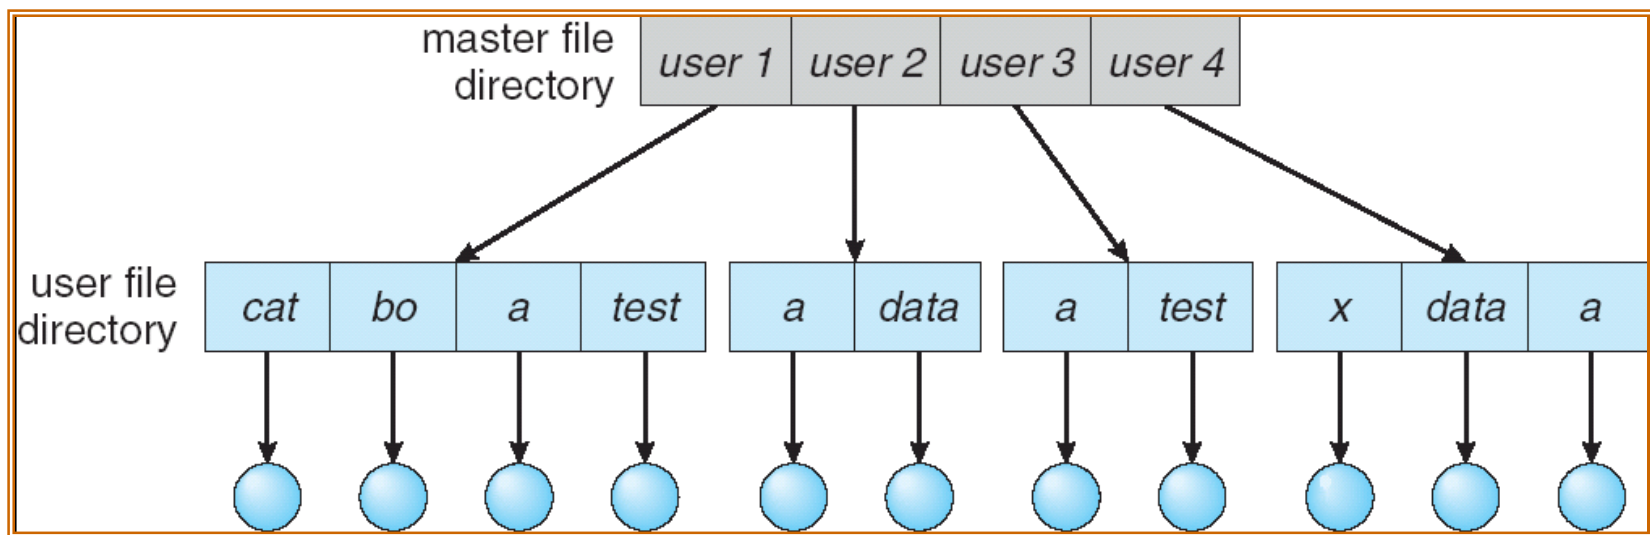 master file
directory
user 1 user 2 user 3 user 4
user file
directory
cat bo a test a data a test x data a